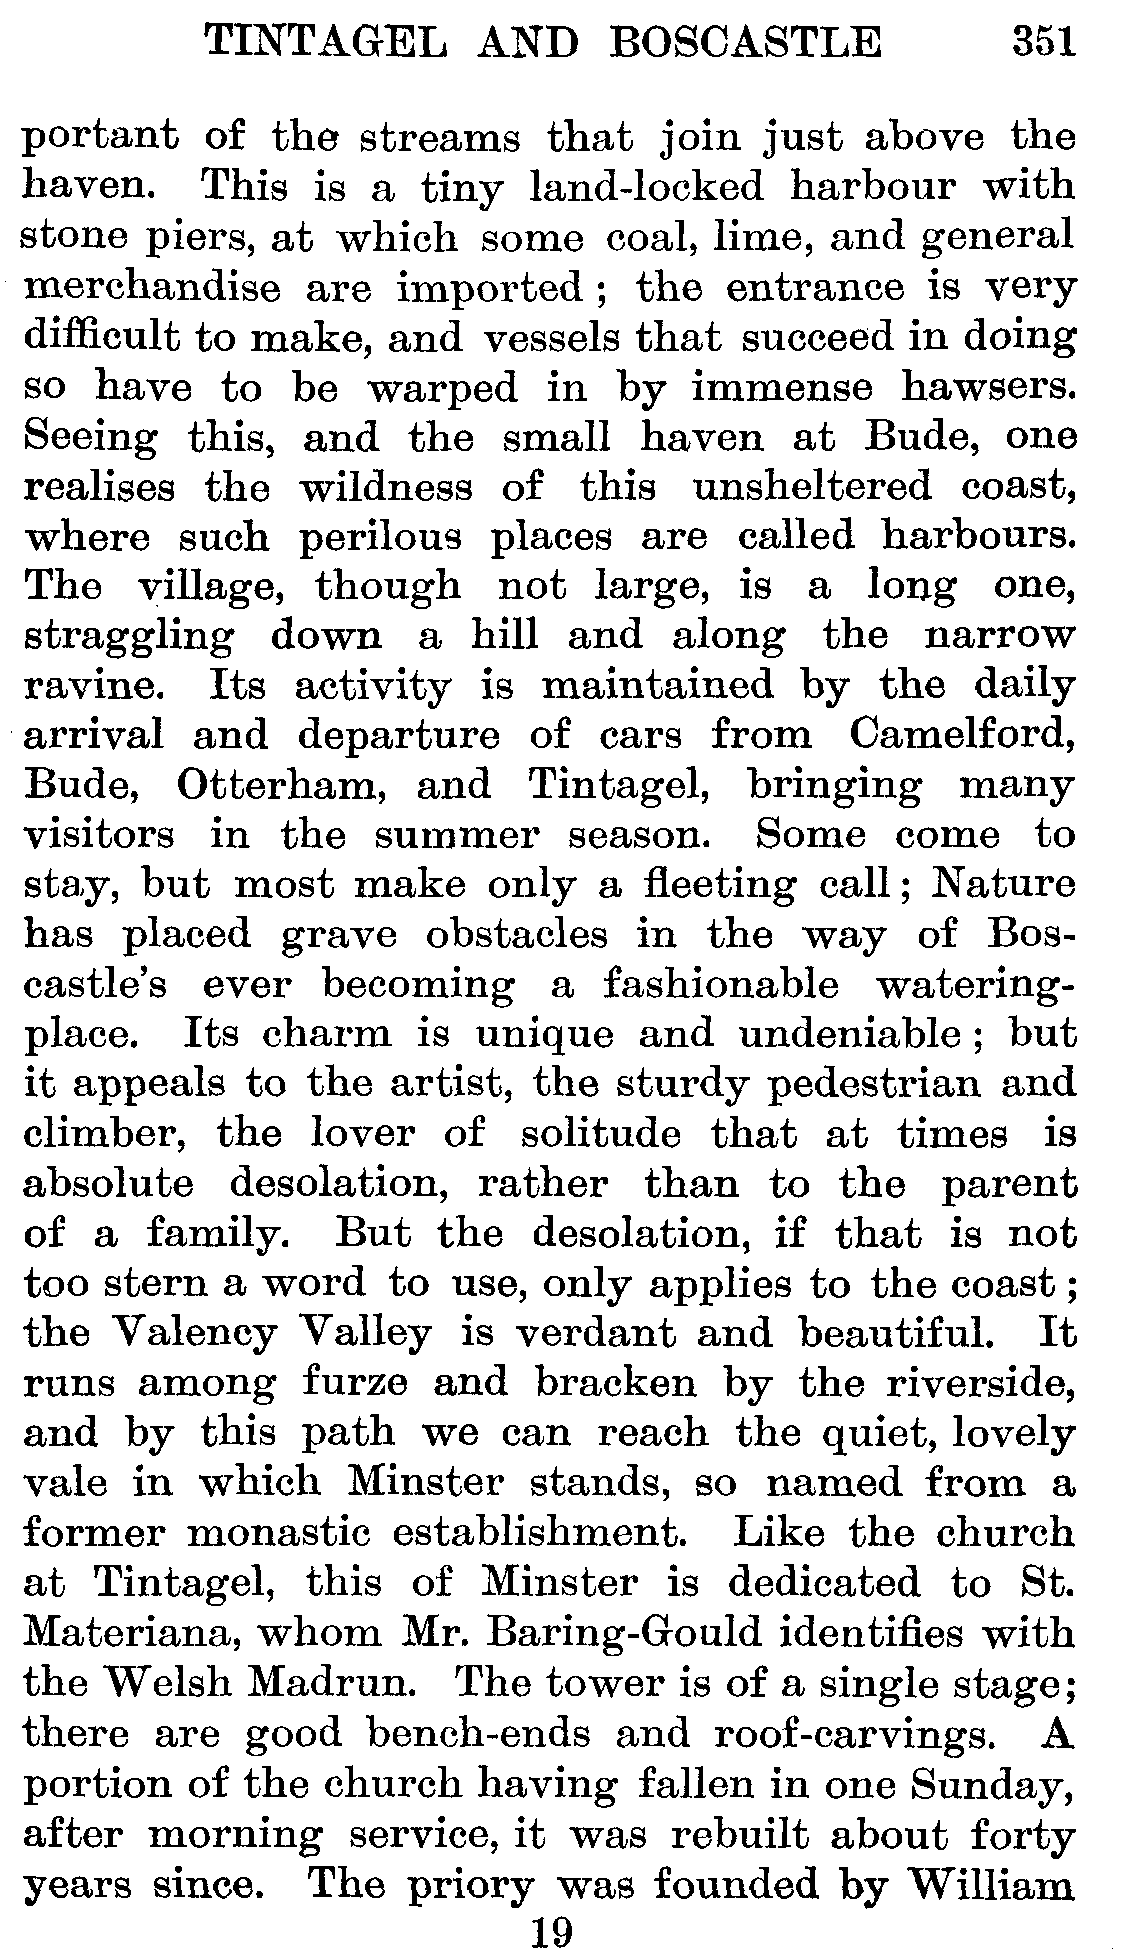 TINTAGEL AND BOSCASTLE 351
portant of the streams that join just above the
haven. This is a tiny land-locked harbour with
stone piers, at which some coal, lime, and general
merchandise are imported ; the entrance is very
difficult to make, and vessels that succeed in doing
so have to be warped in by immense hawsers.
Seeing this, and the small haven at Bude, one
realises the wildness of this unsheltered coast,
where such perilous places are called harbours.
The village, though not large, is a long one,
straggling down a hill and along the narrow
ravine. Its activity is maintained by the daily
arrival and departure of cars from Camelford,
Bude, Otterham, and Tintagel, bringing many
visitors in the summer season. Some come to
stay, but most make only a fleeting call ; Nature
has placed grave obstacles in the way of Bos-
castle's ever becoming a fashionable watering-
place. Its charm is unique and undeniable ; but
it appeals to the artist, the sturdy pedestrian and
climber, the lover of solitude that at times is
absolute desolation, rather than to the parent
of a family. But the desolation, if that is not
too stern a word to use, only applies to the coast ;
the Valency Valley is verdant and beautiful. It
runs among furze and bracken by the riverside,
and by this path we can reach the quiet, lovely
vale in which Minster stands, so named from a
former monastic establishment. Like the church
at Tintagel, this of Minster is dedicated to St.
Materiana, whom Mr. Baring-Gould identifies with
the Welsh Madrun. The tower is of a single stage;
there are good bench-ends and roof-carvings. A
portion of the church having fallen in one Sunday,
after morning service, it was rebuilt about forty
years since. The priory was founded by William
19